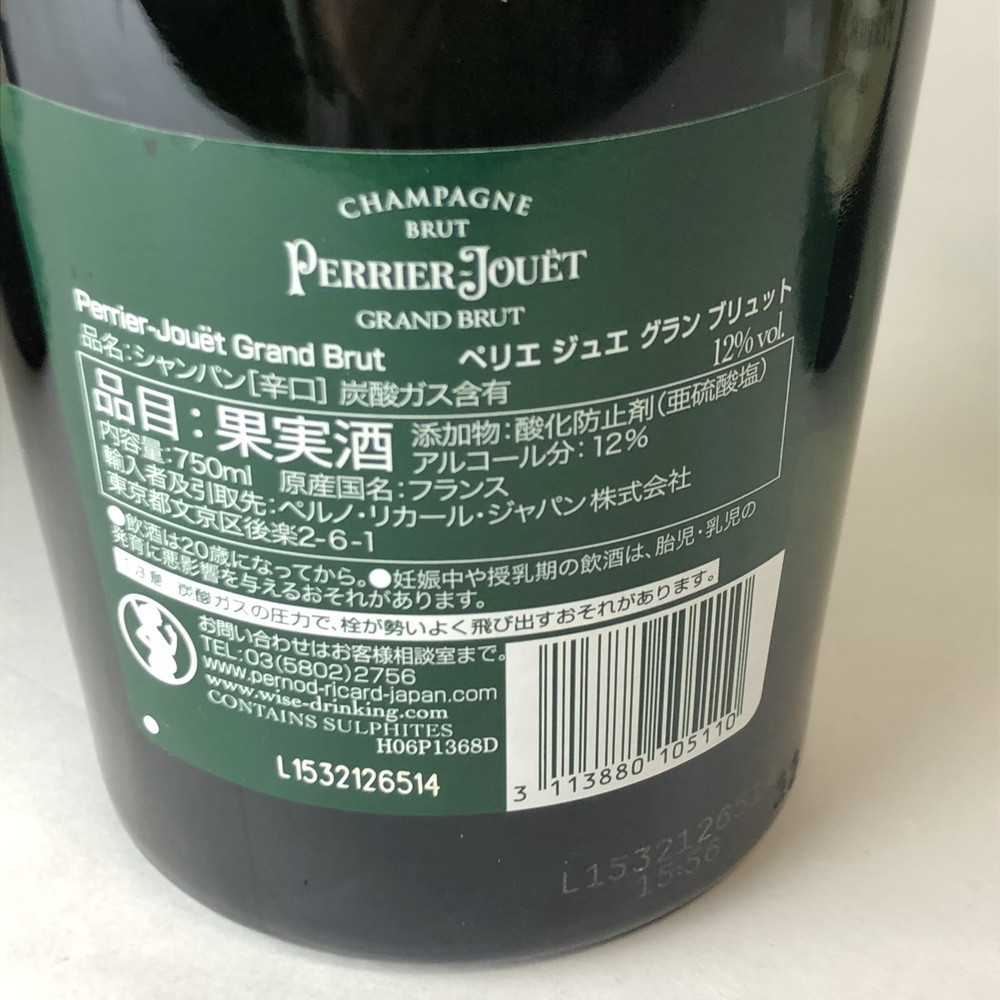 CHAMPAGNE
BRUT
PERRIER-JOUËT
GRAND BRUT
Perrier-Jouët Grand Brut ペリエ ジュエ グラン ブリュット
12% vol.
品名:シャンパン[辛口] 炭酸ガス含有
品目:果実酒
添加物:酸化防止剤(亜硫酸塩)
アルコール分:12%
内容量:750ml 原産国名:フランス
輸入者及引取先:ペルノ・リカール・ジャパン株式会社
東京都文京区後楽2-6-1
●飲酒は20歳になってから。●妊娠中や授乳期の飲酒は、胎児・乳児の
発育に悪影響を与えるおそれがあります。
炭酸ガスの圧力で、栓が勢いよく飛び出すおそれがあります。
お問い合わせはお客様相談室まで。
TEL:03(5802)2756
www.pernod-ricard-japan.com
www.wise-drinking.com
CONTAINS SULPHITES
H06P1368D
L1532126514
3 113880 105110
L15321265
15:56